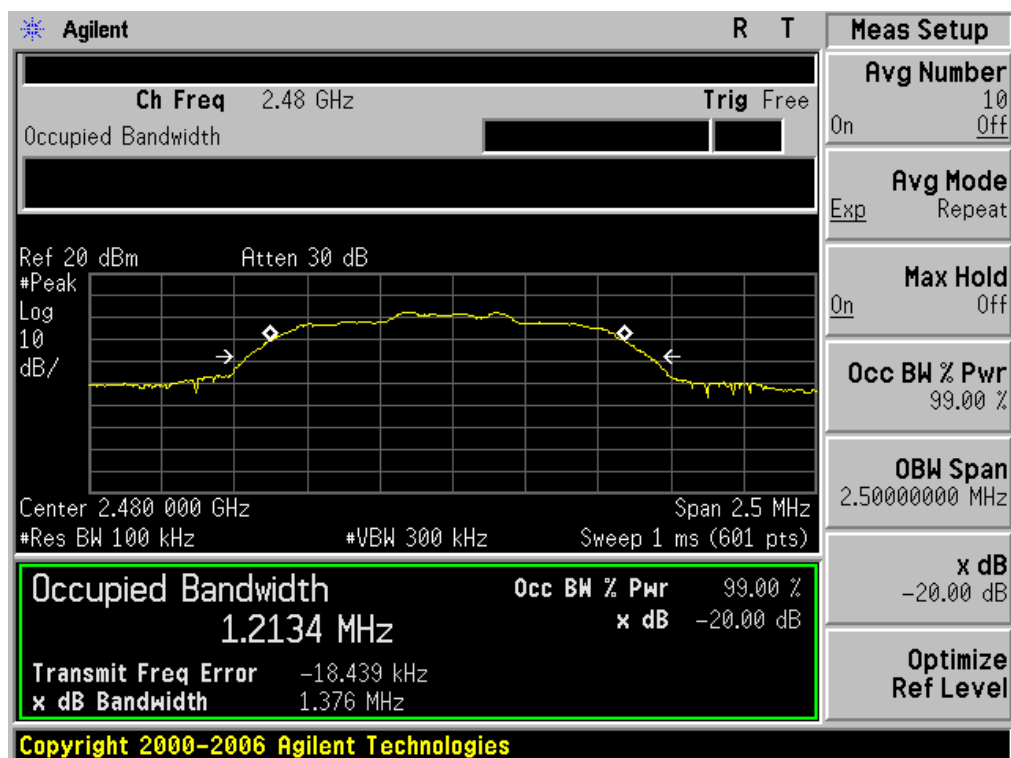 Agilent R T
Ch Freq 2.48 GHz Trig Free
Occupied Bandwidth
Ref 20 dBm Atten 30 dB
#Peak
Log
10
dB/
Center 2.480 000 GHz Span 2.5 MHz
#Res BW 100 kHz #VBW 300 kHz Sweep 1 ms (601 pts)
Occupied Bandwidth Occ BW % Pwr 99.00 %
1.2134 MHz x dB -20.00 dB
Transmit Freq Error -18.439 kHz
x dB Bandwidth 1.376 MHz
Copyright 2000-2006 Agilent Technologies
Meas Setup
Avg Number
10
On Off
Avg Mode
Exp Repeat
Max Hold
On Off
Occ BW % Pwr
99.00 %
OBW Span
2.50000000 MHz
x dB
-20.00 dB
Optimize
Ref Level